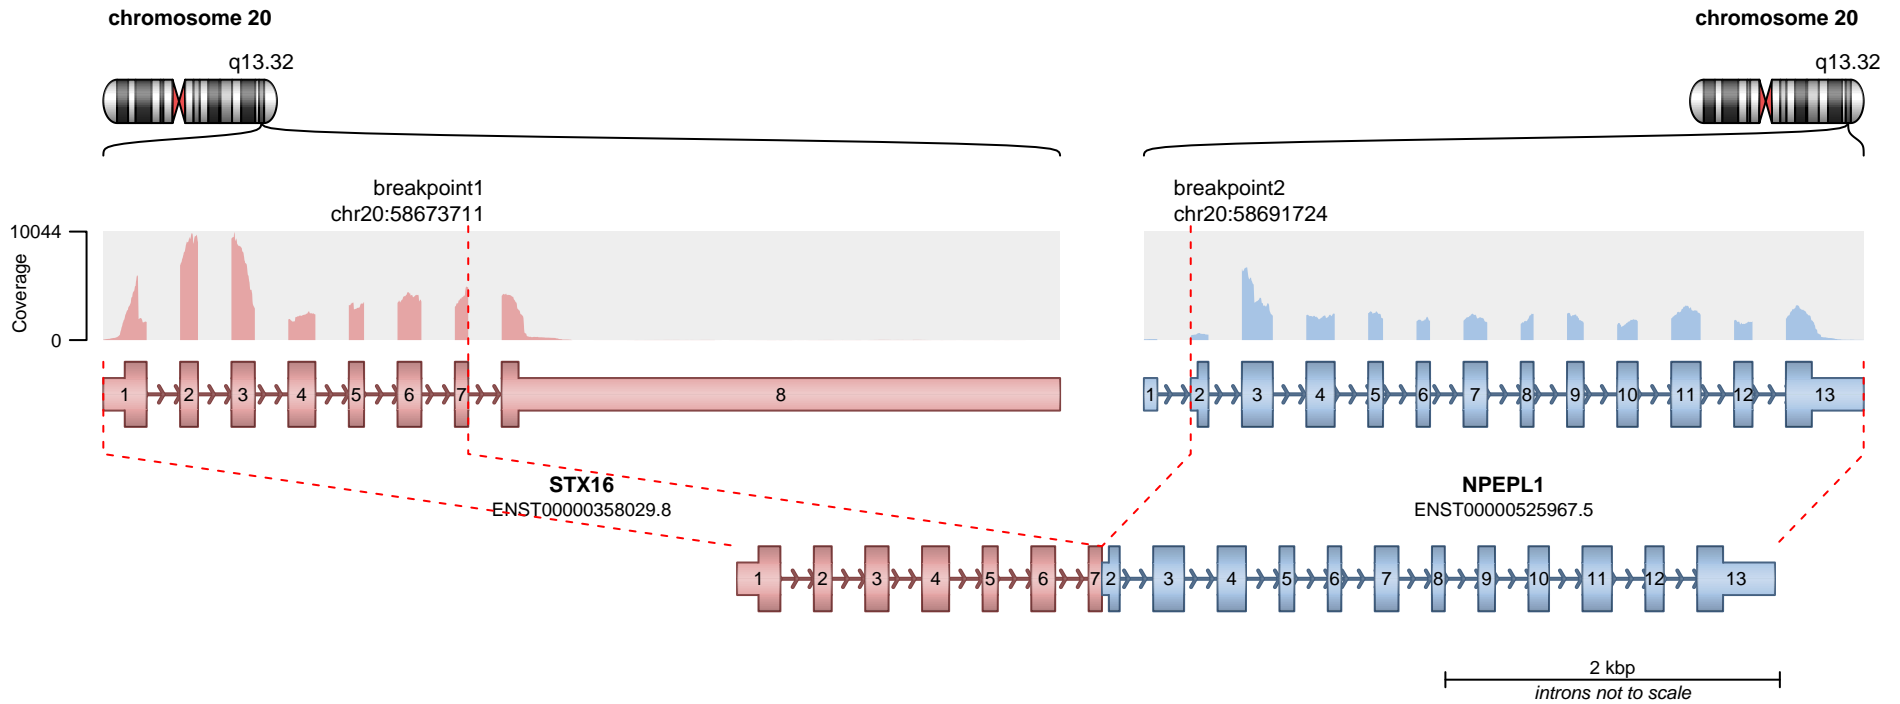 chromosome 20
chromosome 20
q13.32
q13.32
breakpoint1
chr20:58673711
breakpoint2
chr20:58691724
10044
Coverage
0
1 2 3 4 5 6 7 8
1 2 3 4 5 6 7 8 9 10 11 12 13
STX16
ENST00000358029.8
NPEPL1
ENST00000525967.5
1 2 3 4 5 6 7 2 3 4 5 6 7 8 9 10 11 12 13
2 kbp
introns not to scale